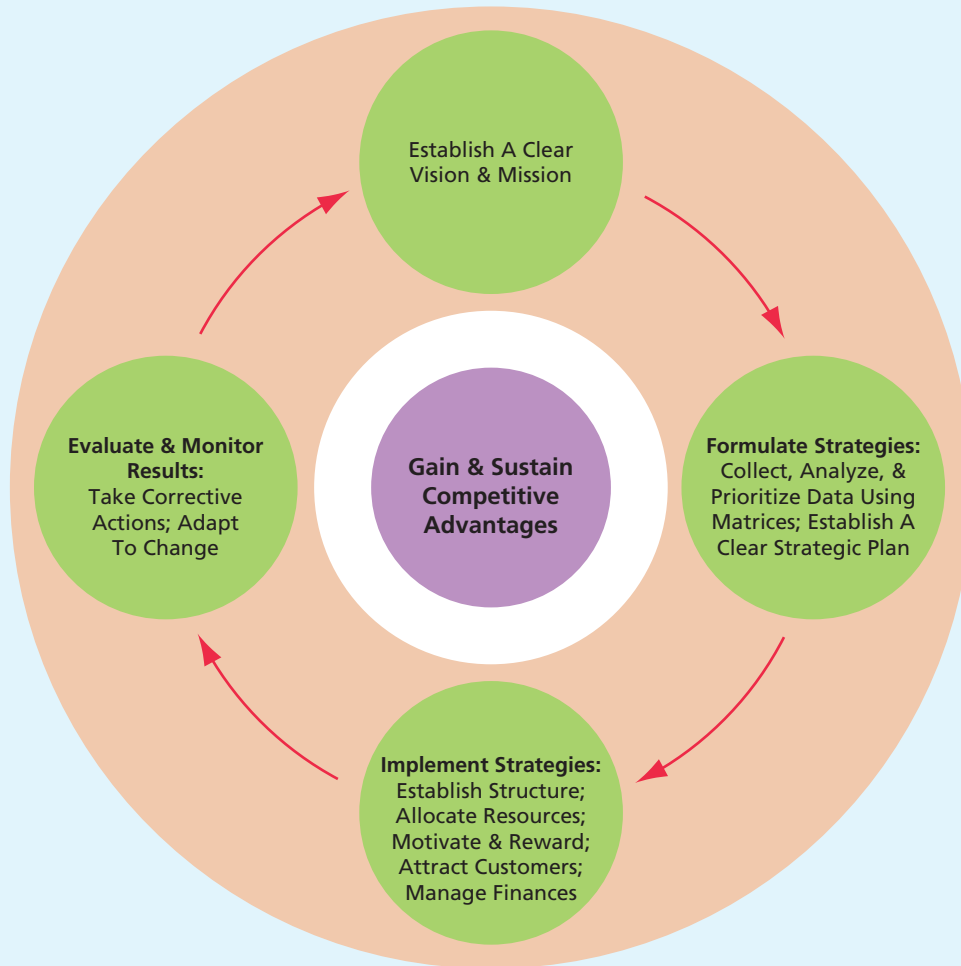 Establish A Clear
Vision & Mission
Evaluate & Monitor
Results:
Take Corrective
Actions; Adapt
To Change
Gain & Sustain
Competitive
Advantages
Formulate Strategies:
Collect, Analyze, &
Prioritize Data Using
Matrices; Establish A
Clear Strategic Plan
Implement Strategies:
Establish Structure;
Allocate Resources;
Motivate & Reward;
Attract Customers;
Manage Finances